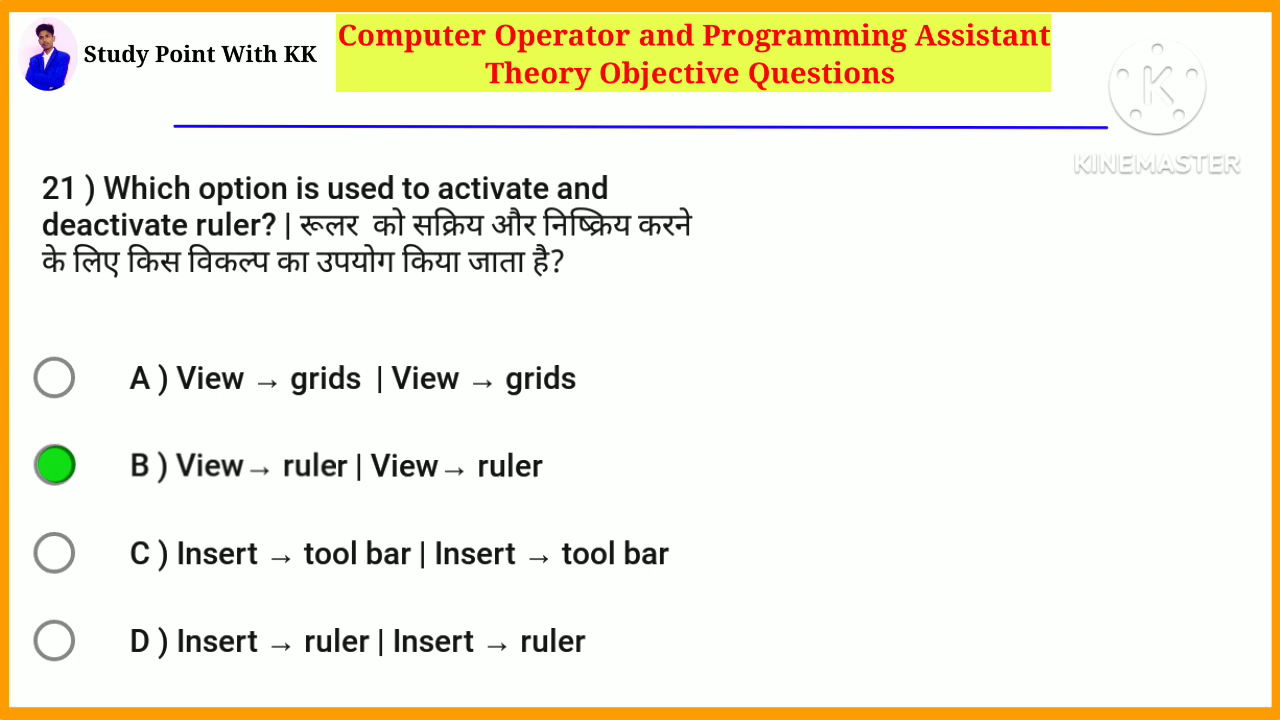 Study Point With KK
Computer Operator and Programming Assistant
Theory Objective Questions
KINEMASTER
21 ) Which option is used to activate and
deactivate ruler? | रूलर को सक्रिय और निष्क्रिय करने
के लिए किस विकल्प का उपयोग किया जाता है?
A ) View → grids | View → grids
B ) View → ruler | View → ruler
C ) Insert → tool bar | Insert → tool bar
D ) Insert → ruler | Insert → ruler